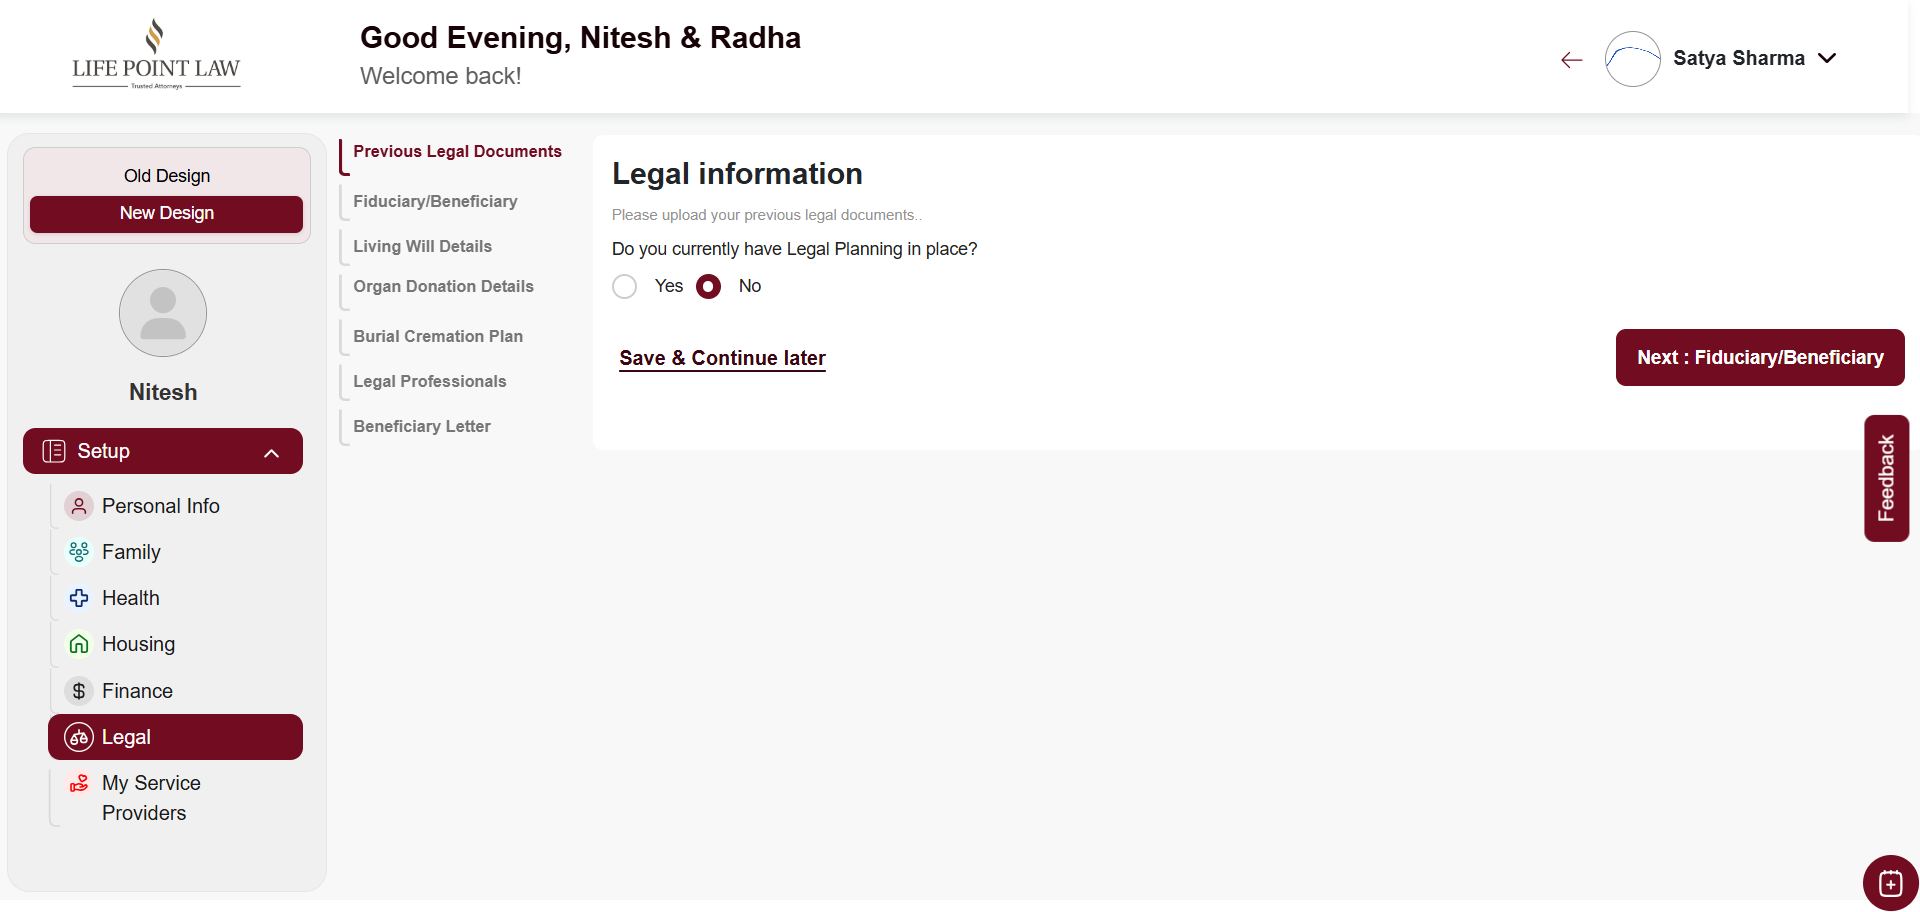 LIFE POINT LAW
Trusted Attorneys
Good Evening, Nitesh & Radha
Welcome back!
Satya Sharma
Old Design
New Design
Nitesh
Setup
Personal Info
Family
Health
Housing
Finance
Legal
My Service
Providers
Previous Legal Documents
Fiduciary/Beneficiary
Living Will Details
Organ Donation Details
Burial Cremation Plan
Legal Professionals
Beneficiary Letter
Legal information
Please upload your previous legal documents..
Do you currently have Legal Planning in place?
Yes No
Save & Continue later
Next : Fiduciary/Beneficiary
Feedback